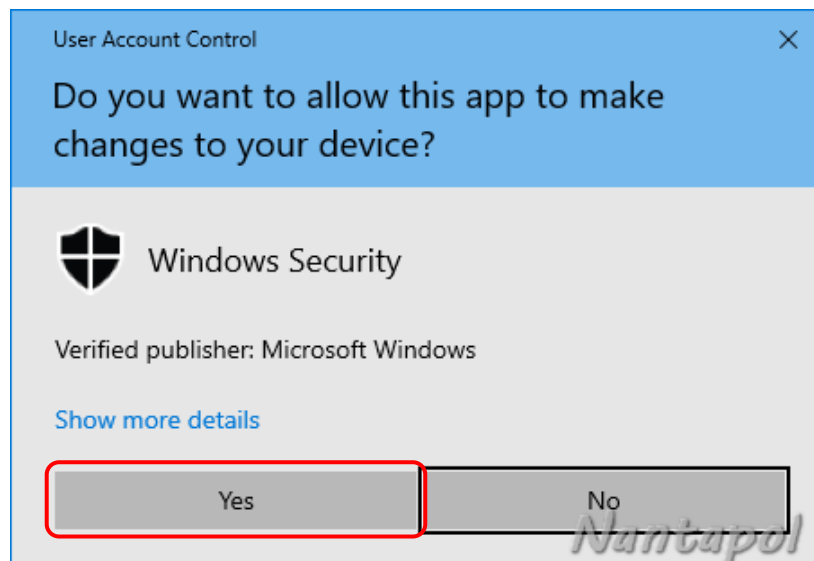 User Account Control
Do you want to allow this app to make
changes to your device?
Windows Security
Verified publisher: Microsoft Windows
Show more details
Yes
No
Nantapol